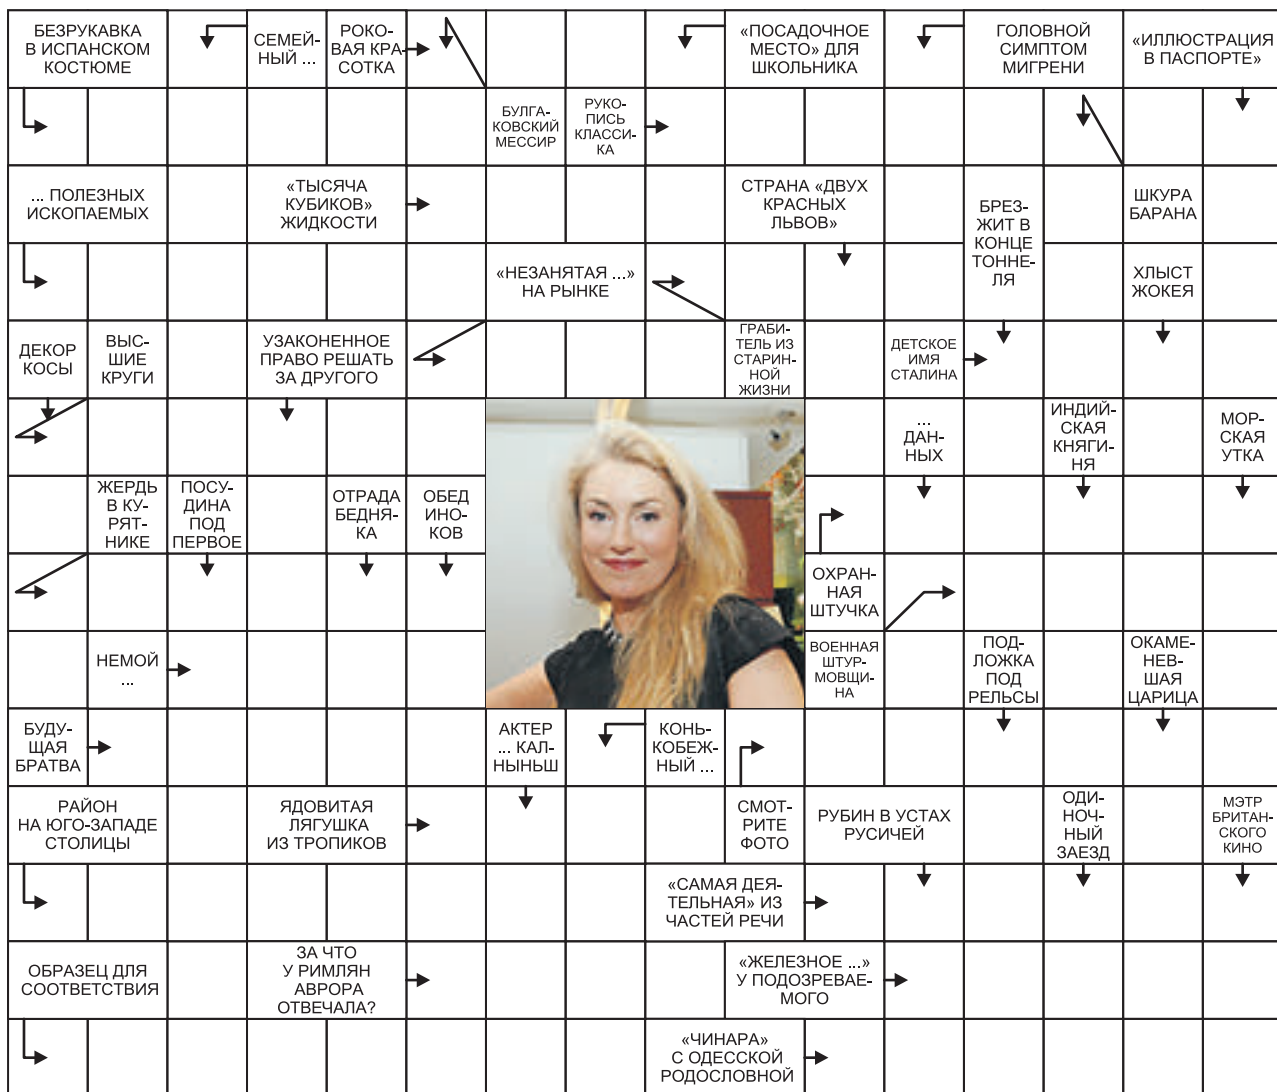 БЕЗРУКАВКА
В ИСПАНСКОМ
КОСТЮМЕ
СЕМЕЙ-
НЫЙ ...
РОКО-
ВАЯ КРА-
СОТКА
«ПОСАДОЧНОЕ
МЕСТО» ДЛЯ
ШКОЛЬНИКА
ГОЛОВНОЙ
СИМПТОМ
МИГРЕНИ
«ИЛЛЮСТРАЦИЯ
В ПАСПОРТЕ»
БУЛГА-
КОВСКИЙ
МЕССИР
РУКО-
ПИСЬ
КЛАССИ-
КА
... ПОЛЕЗНЫХ
ИСКОПАЕМЫХ
«ТЫСЯЧА
КУБИКОВ»
ЖИДКОСТИ
СТРАНА «ДВУХ
КРАСНЫХ
ЛЬВОВ»
БРЕЗ-
ЖИТ В
КОНЦЕ
ТОННЕ-
ЛЯ
ШКУРА
БАРАНА
«НЕЗАНЯТАЯ ...»
НА РЫНКЕ
ХЛЫСТ
ЖОКЕЯ
ДЕКОР
КОСЫ
ВЫС-
ШИЕ
КРУГИ
УЗАКОНЕННОЕ
ПРАВО РЕШАТЬ
ЗА ДРУГОГО
ГРАБИ-
ТЕЛЬ ИЗ
СТАРИН-
НОЙ
ЖИЗНИ
ДЕТСКОЕ
ИМЯ
СТАЛИНА
...
ДАН-
НЫХ
ИНДИЙ-
СКАЯ
КНЯГИ-
НЯ
МОР-
СКАЯ
УТКА
ЖЕРДЬ
В КУ-
РЯТ-
НИКЕ
ПОСУ-
ДИНА
ПОД
ПЕРВОЕ
ОТРАДА
БЕДНЯ-
КА
ОБЕД
ИНО-
КОВ
ОХРАН-
НАЯ
ШТУЧКА
НЕМОЙ
...
ВОЕННАЯ
ШТУР-
МОВЩИ-
НА
ПОД-
ЛОЖКА
ПОД
РЕЛЬСЫ
ОКАМЕ-
НЕВ-
ШАЯ
ЦАРИЦА
БУДУ-
ЩАЯ
БРАТВА
АКТЕР
... КАЛ-
НЫНЬШ
КОНЬ-
КОБЕЖ-
НЫЙ ...
РАЙОН
НА ЮГО-ЗАПАДЕ
СТОЛИЦЫ
ЯДОВИТАЯ
ЛЯГУШКА
ИЗ ТРОПИКОВ
СМОТ-
РИТЕ
ФОТО
РУБИН В УСТАХ
РУСИЧЕЙ
ОДИ-
НОЧ-
НЫЙ
ЗАЕЗД
МЭТР
БРИТАН-
СКОГО
КИНО
«САМАЯ ДЕЯ-
ТЕЛЬНАЯ» ИЗ
ЧАСТЕЙ РЕЧИ
ОБРАЗЕЦ ДЛЯ
СООТВЕТСТВИЯ
ЗА ЧТО
У РИМЛЯН
АВРОРА
ОТВЕЧАЛА?
«ЖЕЛЕЗНОЕ ...»
У ПОДОЗРЕВАЕ-
МОГО
«ЧИНАРА»
С ОДЕССКОЙ
РОДОСЛОВНОЙ